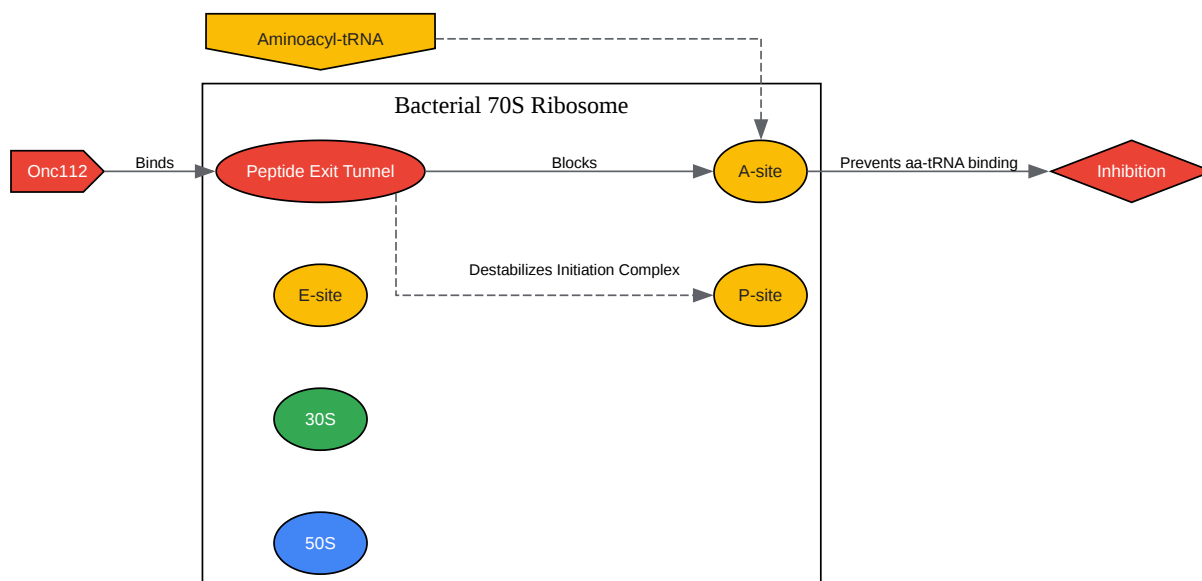 Aminoacyl-tRNA
Bacterial 70S Ribosome
Onc112
Binds
Peptide Exit Tunnel
Blocks
A-site
Prevents aa-tRNA binding
Inhibition
E-site
Destabilizes Initiation Complex
P-site
30S
50S